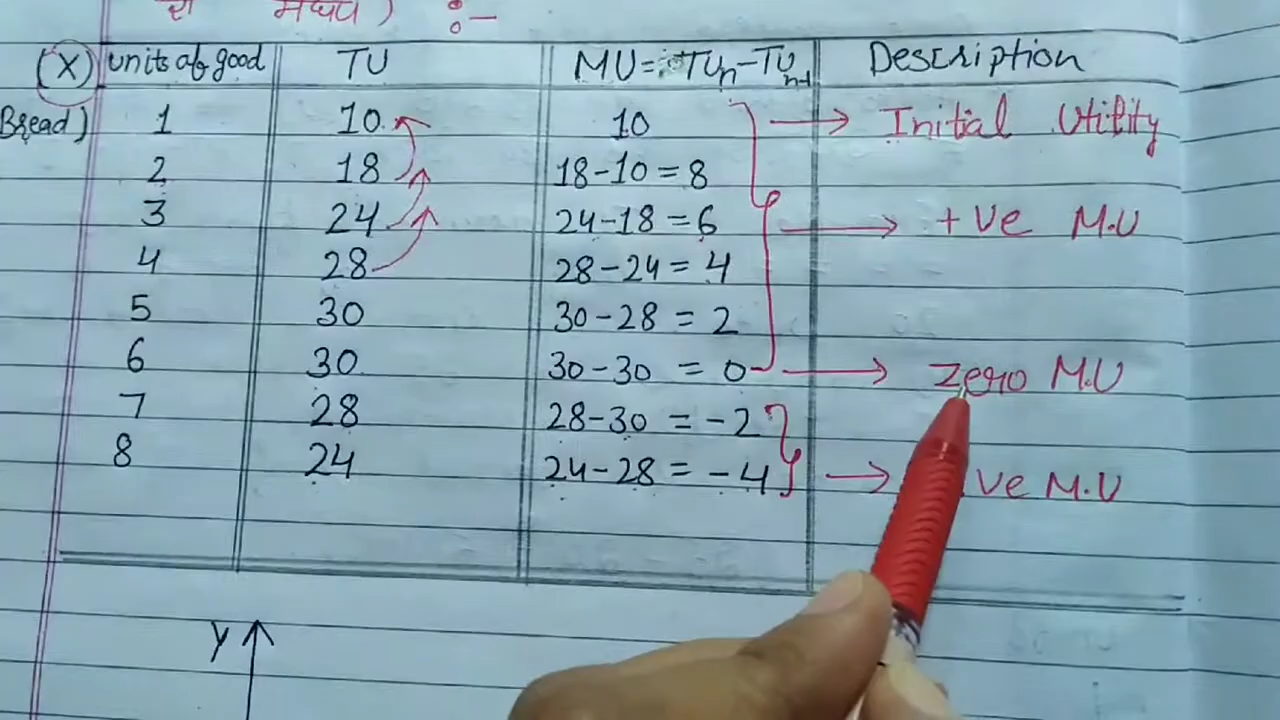 मध्य ) :-
(X) units of good TU MU = TUn - TUn-1 Description
Bread) 1 10 10 → Initial Utility
2 18 18-10 = 8
3 24 24-18 = 6 → +ve M.U
4 28 28-24 = 4
5 30 30-28 = 2
6 30 30-30 = 0 → Zero M.U
7 28 28-30 = -2
8 24 24-28 = -4 → ve M.U
Y